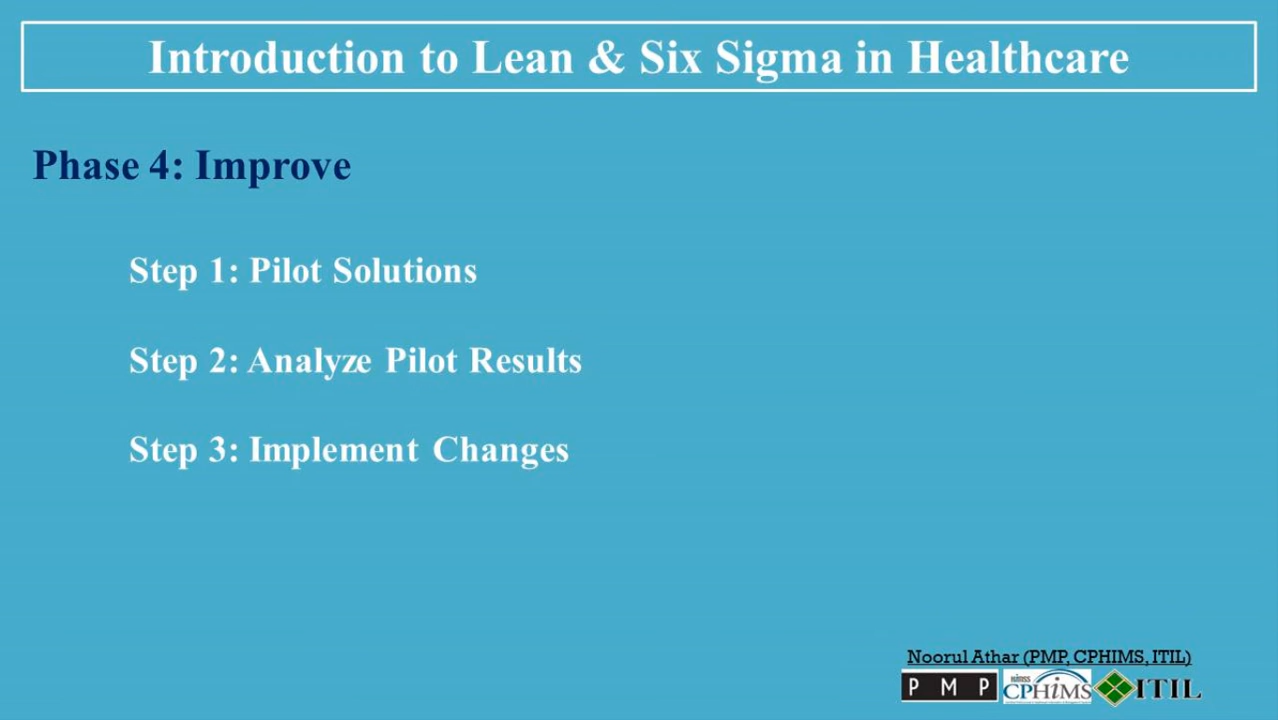 Introduction to Lean & Six Sigma in Healthcare
Phase 4: Improve
Step 1: Pilot Solutions
Step 2: Analyze Pilot Results
Step 3: Implement Changes
Noorul Athar (PMP, CPHIMS, ITIL)
P M P
himss
CPHiMS
ITIL